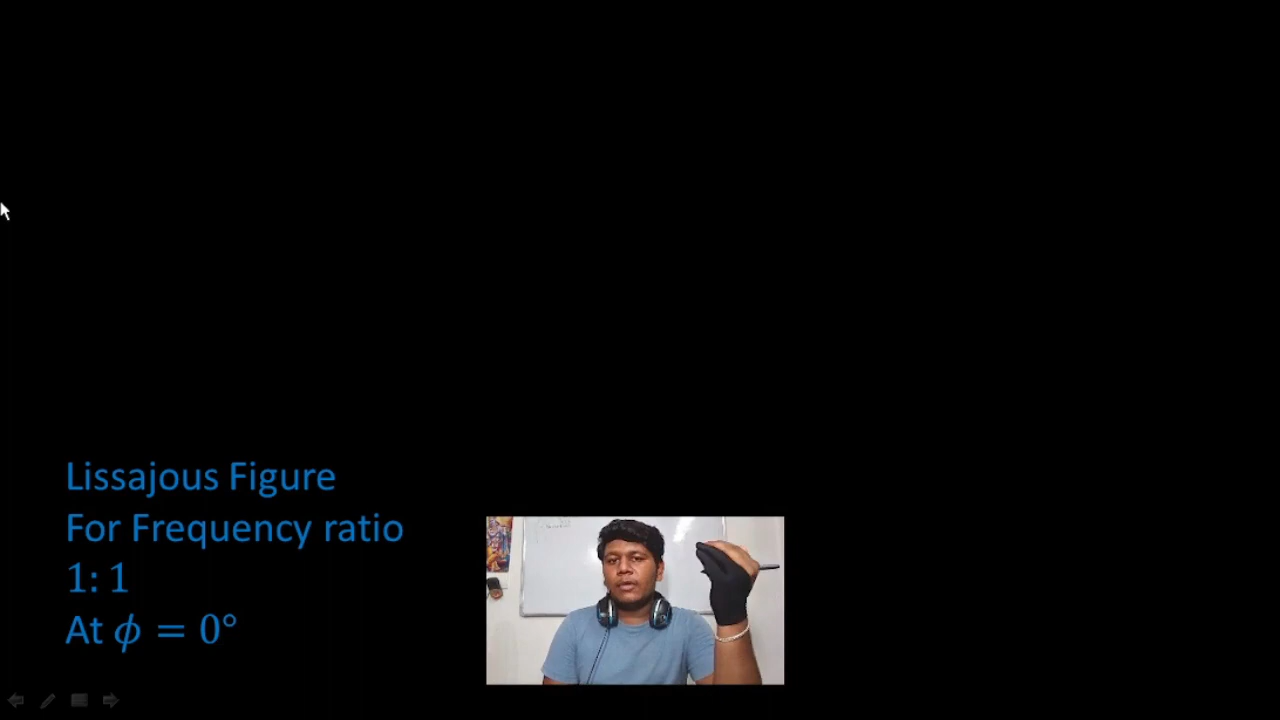 Lissajous Figure
For Frequency ratio
1: 1
At ϕ = 0°